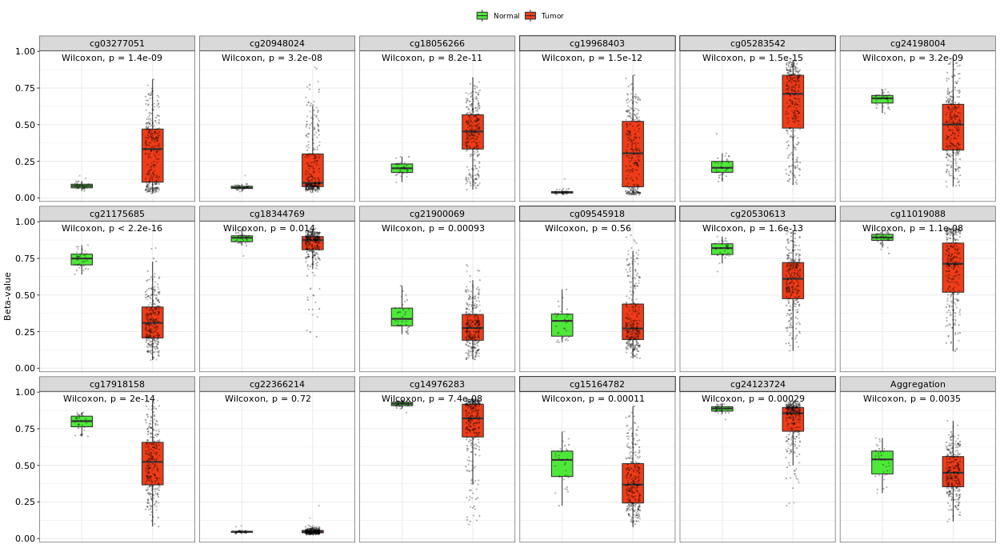 Normal Tumor
cg03277051 cg20948024 cg18056266 cg19968403 cg05283542 cg24198004
1.00 Wilcoxon, p = 1.4e-09 Wilcoxon, p = 3.2e-08 Wilcoxon, p = 8.2e-11 Wilcoxon, p = 1.5e-12 Wilcoxon, p = 1.5e-15 Wilcoxon, p = 3.2e-09
0.75
0.50
0.25
0.00
cg21175685 cg18344769 cg21900069 cg09545918 cg20530613 cg11019088
1.00 Wilcoxon, p < 2.2e-16 Wilcoxon, p = 0.014 Wilcoxon, p = 0.00093 Wilcoxon, p = 0.56 Wilcoxon, p = 1.6e-13 Wilcoxon, p = 1.1e-08
0.75
Beta-value
0.50
0.25
0.00
cg17918158 cg22366214 cg14976283 cg15164782 cg24123724 Aggregation
1.00 Wilcoxon, p = 2e-14 Wilcoxon, p = 0.72 Wilcoxon, p = 7.4e-08 Wilcoxon, p = 0.00011 Wilcoxon, p = 0.00029 Wilcoxon, p = 0.0035
0.75
0.50
0.25
0.00